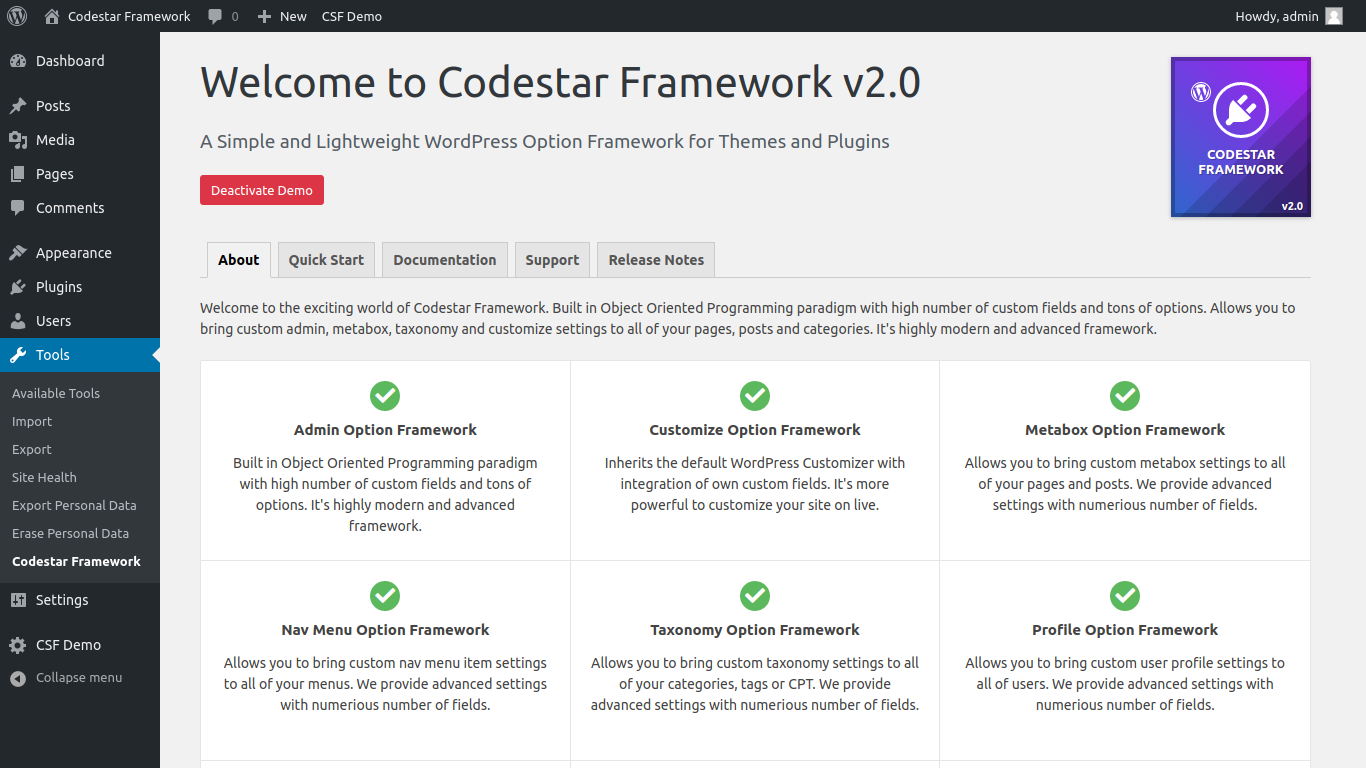 Codestar Framework 0 New CSF Demo Howdy, admin
Dashboard
Posts
Media
Pages
Comments
Appearance
Plugins
Users
Tools
Available Tools
Import
Export
Site Health
Export Personal Data
Erase Personal Data
Codestar Framework
Settings
CSF Demo
Collapse menu
Welcome to Codestar Framework v2.0
A Simple and Lightweight WordPress Option Framework for Themes and Plugins
Deactivate Demo
CODESTAR
FRAMEWORK
v2.0
About Quick Start Documentation Support Release Notes
Welcome to the exciting world of Codestar Framework. Built in Object Oriented Programming paradigm with high number of custom fields and tons of options. Allows you to
bring custom admin, metabox, taxonomy and customize settings to all of your pages, posts and categories. It's highly modern and advanced framework.
Admin Option Framework
Built in Object Oriented Programming paradigm
with high number of custom fields and tons of
options. It's highly modern and advanced
framework.
Customize Option Framework
Inherits the default WordPress Customizer with
integration of own custom fields. It's more
powerful to customize your site on live.
Metabox Option Framework
Allows you to bring custom metabox settings to all
of your pages and posts. We provide advanced
settings with numerious number of fields.
Nav Menu Option Framework
Allows you to bring custom nav menu item settings
to all of your menus. We provide advanced settings
with numerious number of fields.
Taxonomy Option Framework
Allows you to bring custom taxonomy settings to all
of your categories, tags or CPT. We provide
advanced settings with numerious number of fields.
Profile Option Framework
Allows you to bring custom user profile settings to
all of users. We provide advanced settings with
numerious number of fields.